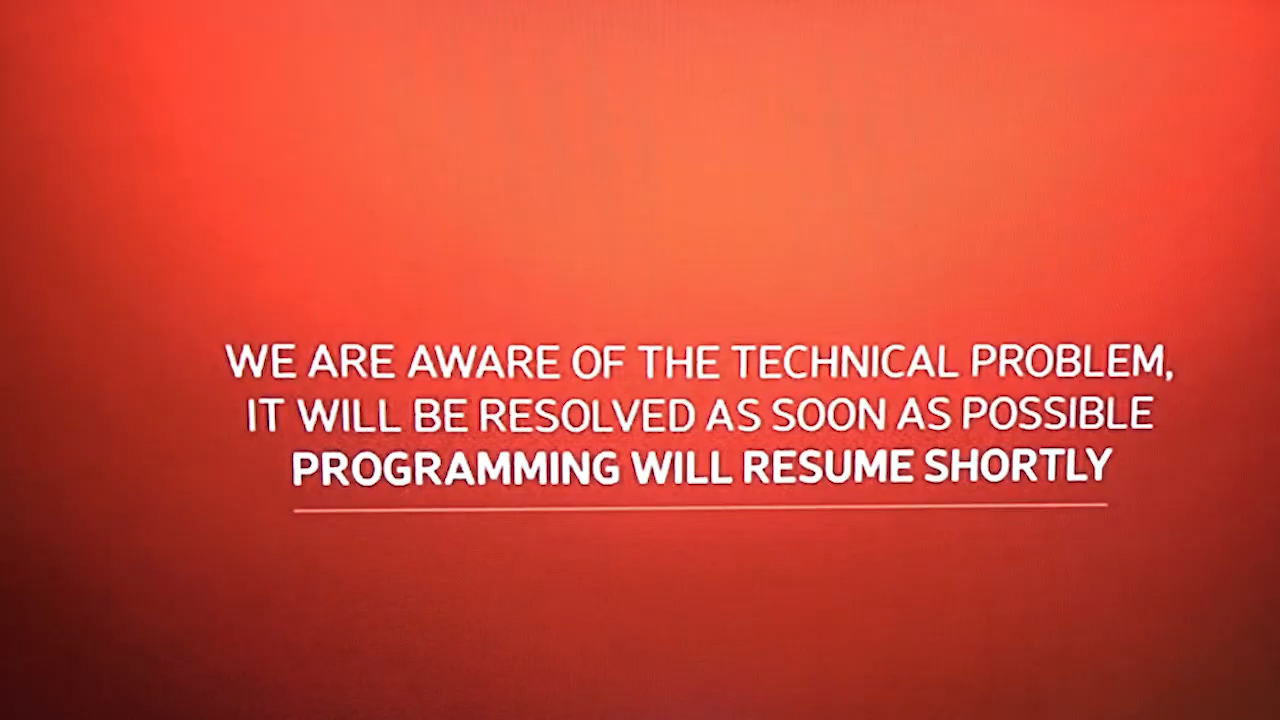 WE ARE AWARE OF THE TECHNICAL PROBLEM,
IT WILL BE RESOLVED AS SOON AS POSSIBLE
PROGRAMMING WILL RESUME SHORTLY